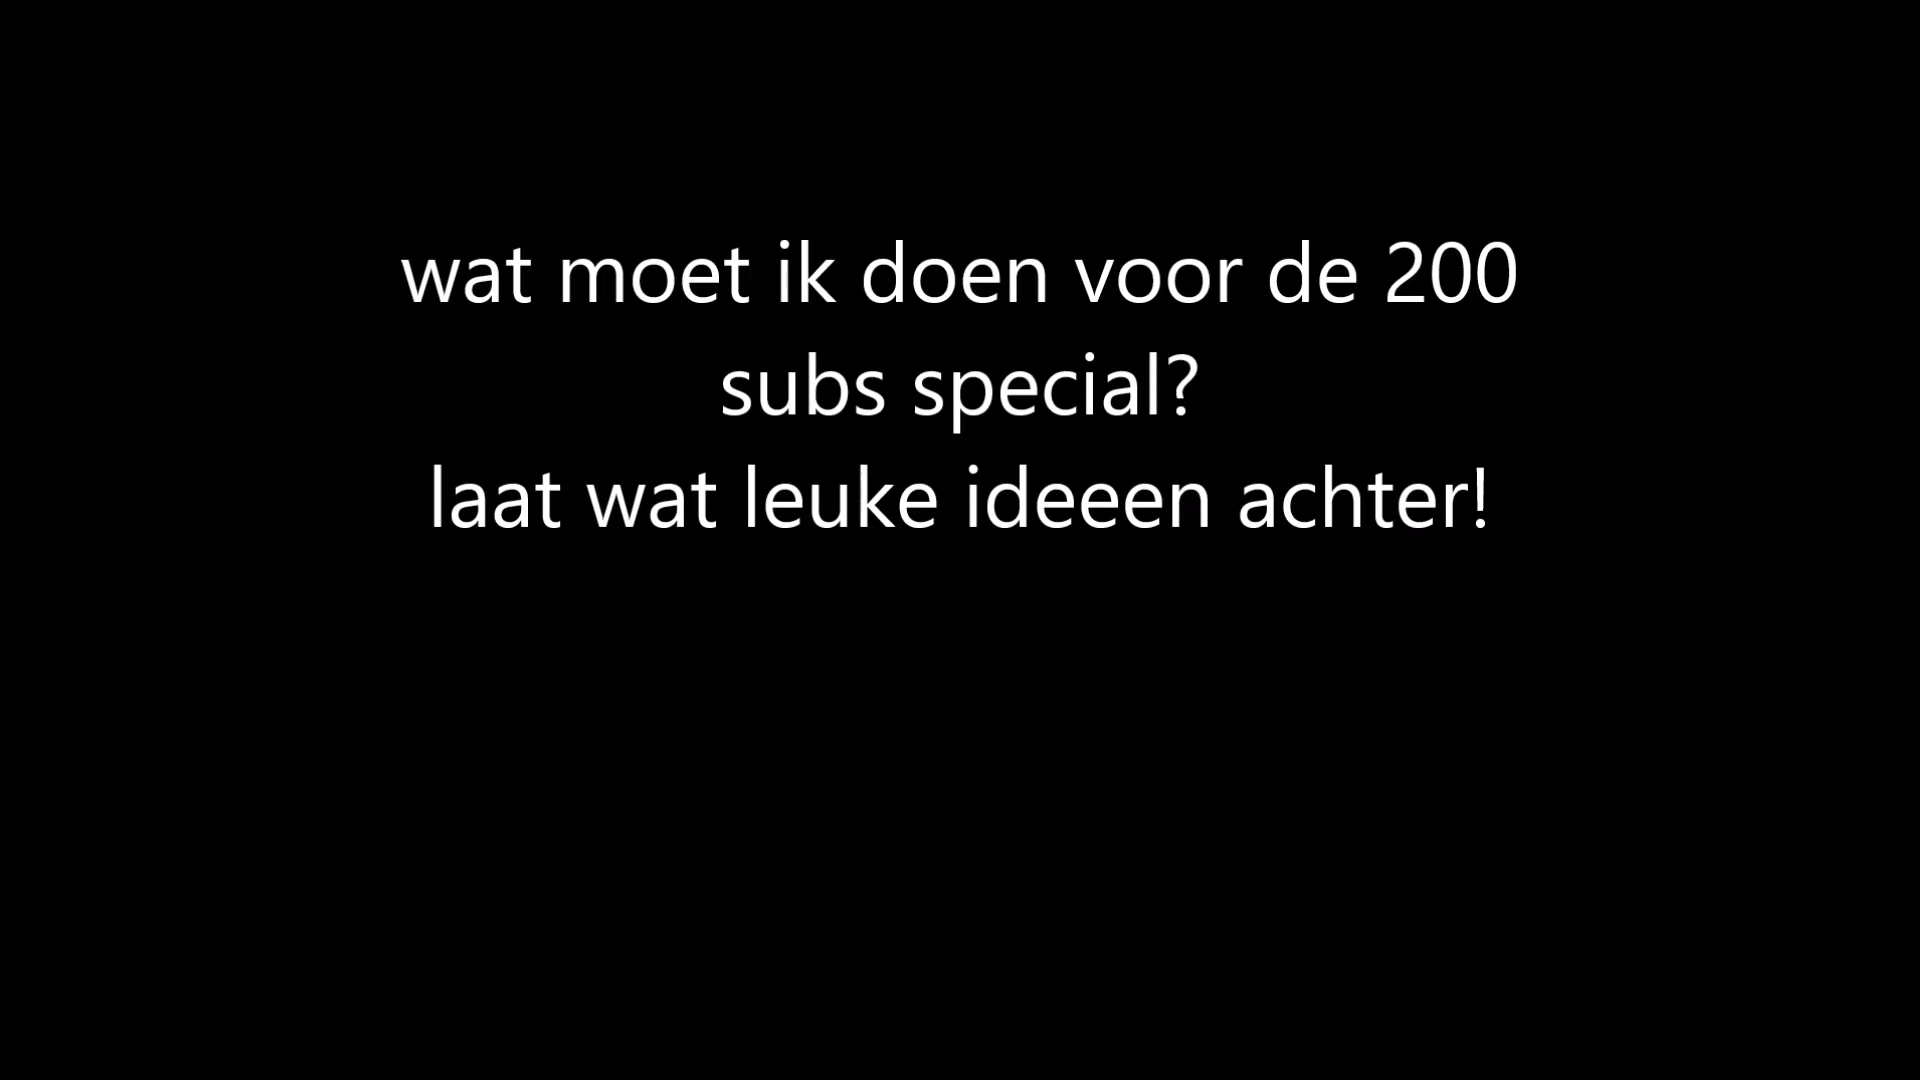 wat moet ik doen voor de 200
subs special?
laat wat leuke ideeen achter!